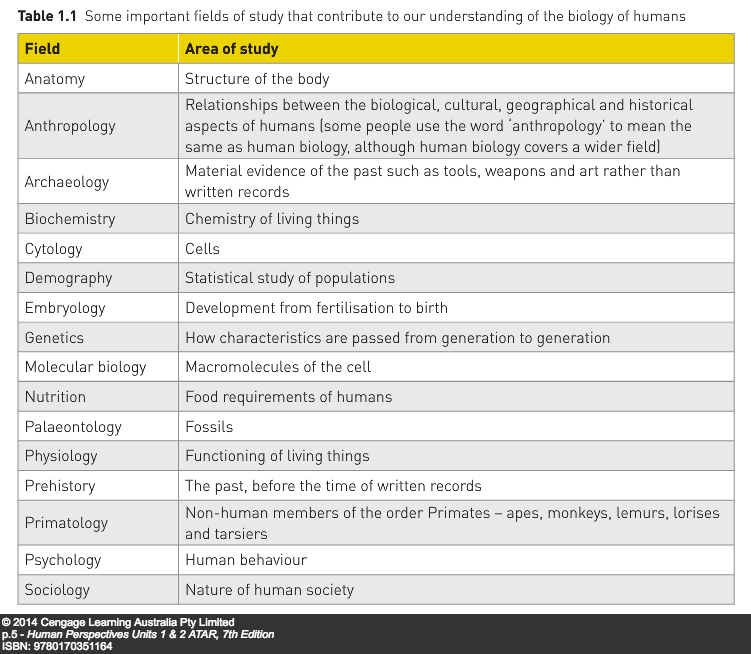 Table 1.1 Some important fields of study that contribute to our understanding of the biology of humans
Field Area of study
Anatomy Structure of the body
Anthropology Relationships between the biological, cultural, geographical and historical
aspects of humans (some people use the word ‘anthropology’ to mean the
same as human biology, although human biology covers a wider field)
Archaeology Material evidence of the past such as tools, weapons and art rather than
written records
Biochemistry Chemistry of living things
Cytology Cells
Demography Statistical study of populations
Embryology Development from fertilisation to birth
Genetics How characteristics are passed from generation to generation
Molecular biology Macromolecules of the cell
Nutrition Food requirements of humans
Palaeontology Fossils
Physiology Functioning of living things
Prehistory The past, before the time of written records
Primatology Non-human members of the order Primates – apes, monkeys, lemurs, lorises
and tarsiers
Psychology Human behaviour
Sociology Nature of human society
© 2014 Cengage Learning Australia Pty Limited
p.5 - Human Perspectives Units 1 & 2 ATAR, 7th Edition
ISBN: 9780170351164